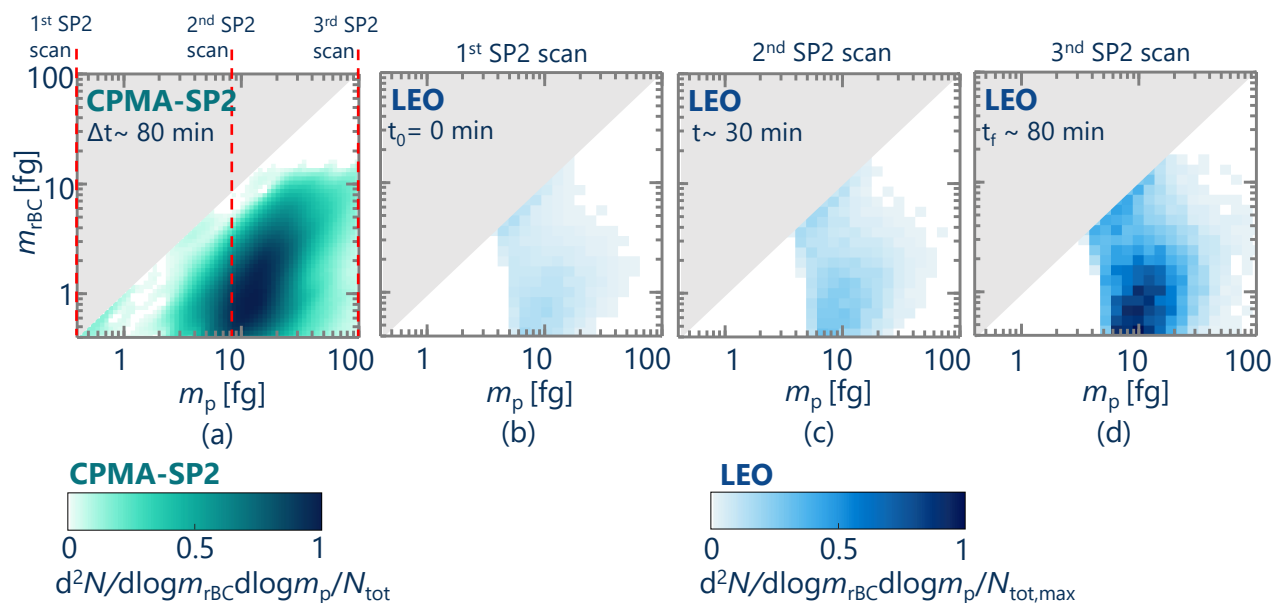 1st SP2 scan
2nd SP2 scan
3rd SP2 scan
1st SP2 scan
2nd SP2 scan
3nd SP2 scan
100
10
1
mrBC [fg]
CPMA-SP2
Δt~ 80 min
1 10 100
mp [fg]
(a)
LEO
t0= 0 min
1 10 100
mp [fg]
(b)
LEO
t~ 30 min
1 10 100
mp [fg]
(c)
LEO
tf ~ 80 min
1 10 100
mp [fg]
(d)
CPMA-SP2
0 0.5 1
d²N/dlogmrBCdlogmp/Ntot
LEO
0 0.5 1
d²N/dlogmrBCdlogmp/Ntot,max